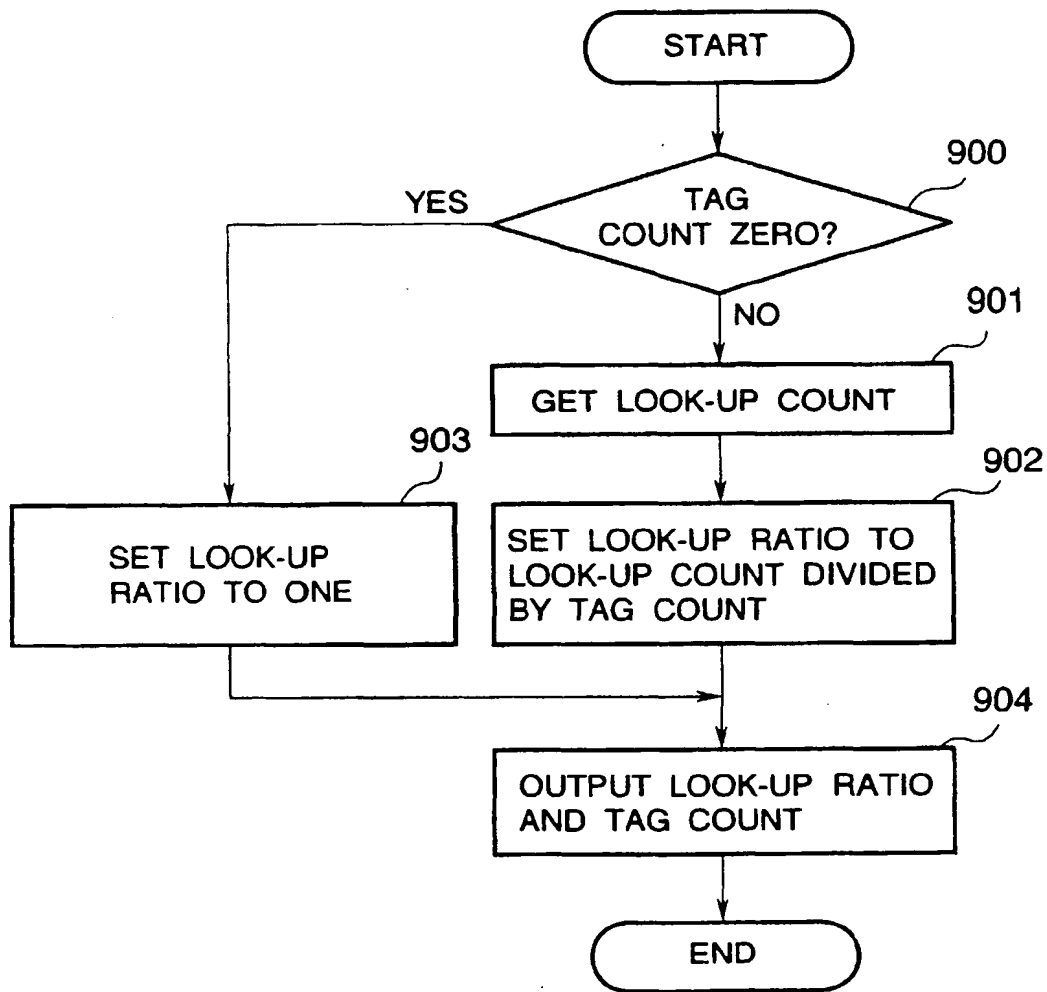 START
900
YES
TAG
COUNT ZERO?
NO
901
GET LOOK-UP COUNT
903
902
SET LOOK-UP
RATIO TO ONE
SET LOOK-UP RATIO TO
LOOK-UP COUNT DIVIDED
BY TAG COUNT
904
OUTPUT LOOK-UP RATIO
AND TAG COUNT
END